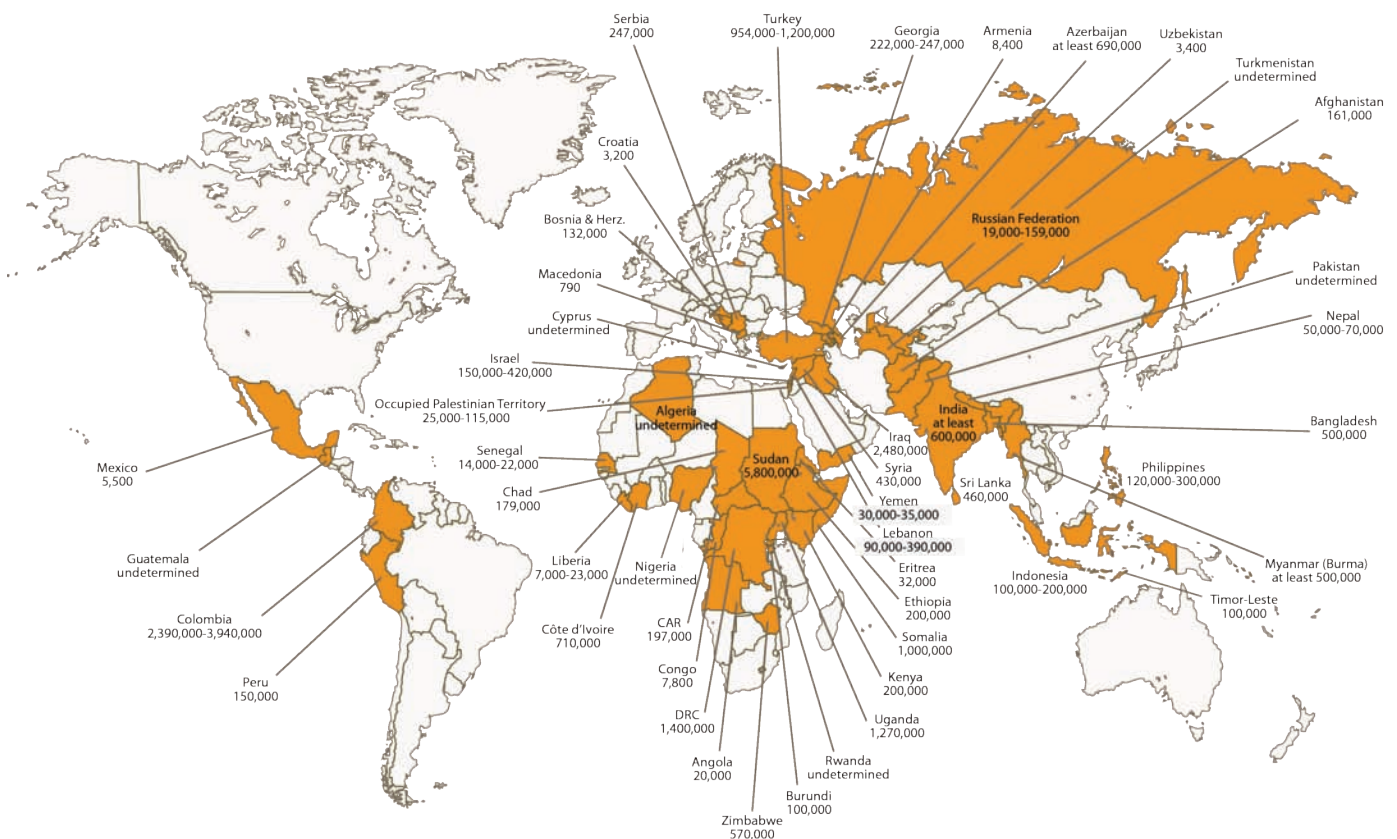 Serbia
247,000
Turkey
954,000-1,200,000
Georgia
222,000-247,000
Armenia
8,400
Azerbaijan
at least 690,000
Uzbekistan
3,400
Turkmenistan
undetermined
Afghanistan
161,000
Croatia
3,200
Bosnia & Herz.
132,000
Russian Federation
19,000-159,000
Macedonia
790
Pakistan
undetermined
Cyprus
undetermined
Nepal
50,000-70,000
Israel
150,000-420,000
Occupied Palestinian Territory
25,000-115,000
Algeria
undetermined
India
at least
600,000
Bangladesh
500,000
Senegal
14,000-22,000
Iraq
2,480,000
Mexico
5,500
Chad
179,000
Sudan
5,800,000
Syria
430,000
Sri Lanka
460,000
Philippines
120,000-300,000
Yemen
30,000-35,000
Lebanon
90,000-390,000
Guatemala
undetermined
Liberia
7,000-23,000
Nigeria
undetermined
Eritrea
32,000
Indonesia
100,000-200,000
Myanmar (Burma)
at least 500,000
Timor-Leste
100,000
Ethiopia
200,000
Colombia
2,390,000-3,940,000
Côte d'Ivoire
710,000
CAR
197,000
Somalia
1,000,000
Congo
7,800
Kenya
200,000
Peru
150,000
DRC
1,400,000
Uganda
1,270,000
Angola
20,000
Rwanda
undetermined
Burundi
100,000
Zimbabwe
570,000